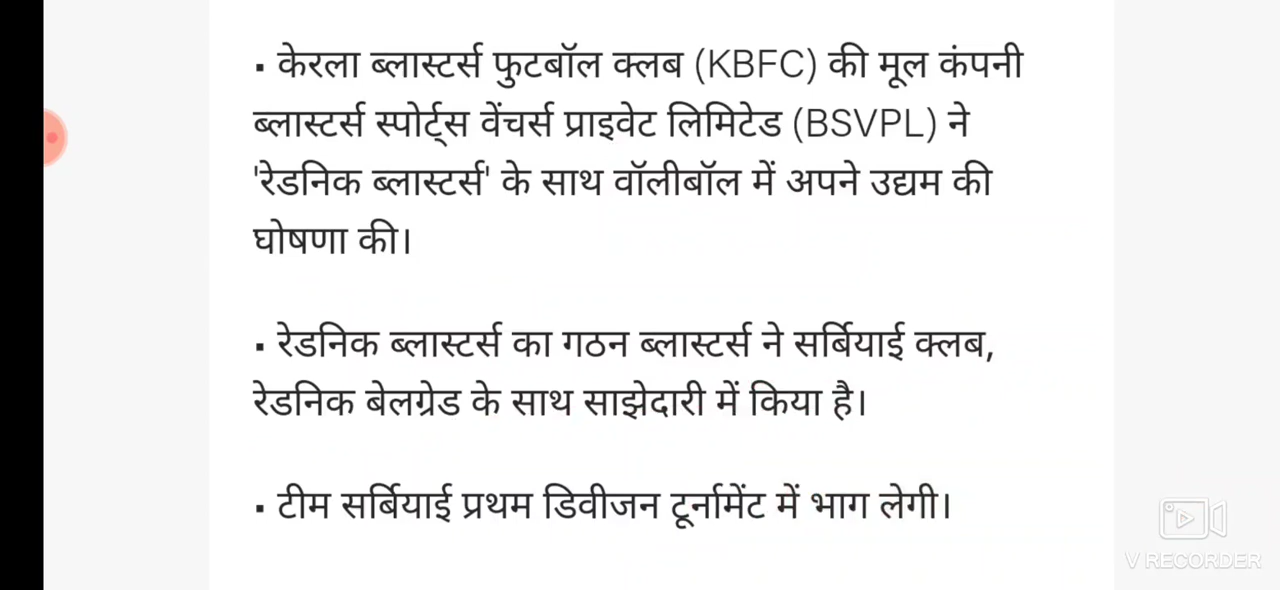 ▪ केरला ब्लास्टर्स फुटबॉल क्लब (KBFC) की मूल कंपनी
ब्लास्टर्स स्पोर्ट्स वेंचर्स प्राइवेट लिमिटेड (BSVPL) ने
'रेडनिक ब्लास्टर्स' के साथ वॉलीबॉल में अपने उद्यम की
घोषणा की।
▪ रेडनिक ब्लास्टर्स का गठन ब्लास्टर्स ने सर्बियाई क्लब,
रेडनिक बेलग्रेड के साथ साझेदारी में किया है।
▪ टीम सर्बियाई प्रथम डिवीजन टूर्नामेंट में भाग लेगी।
V RECORDER